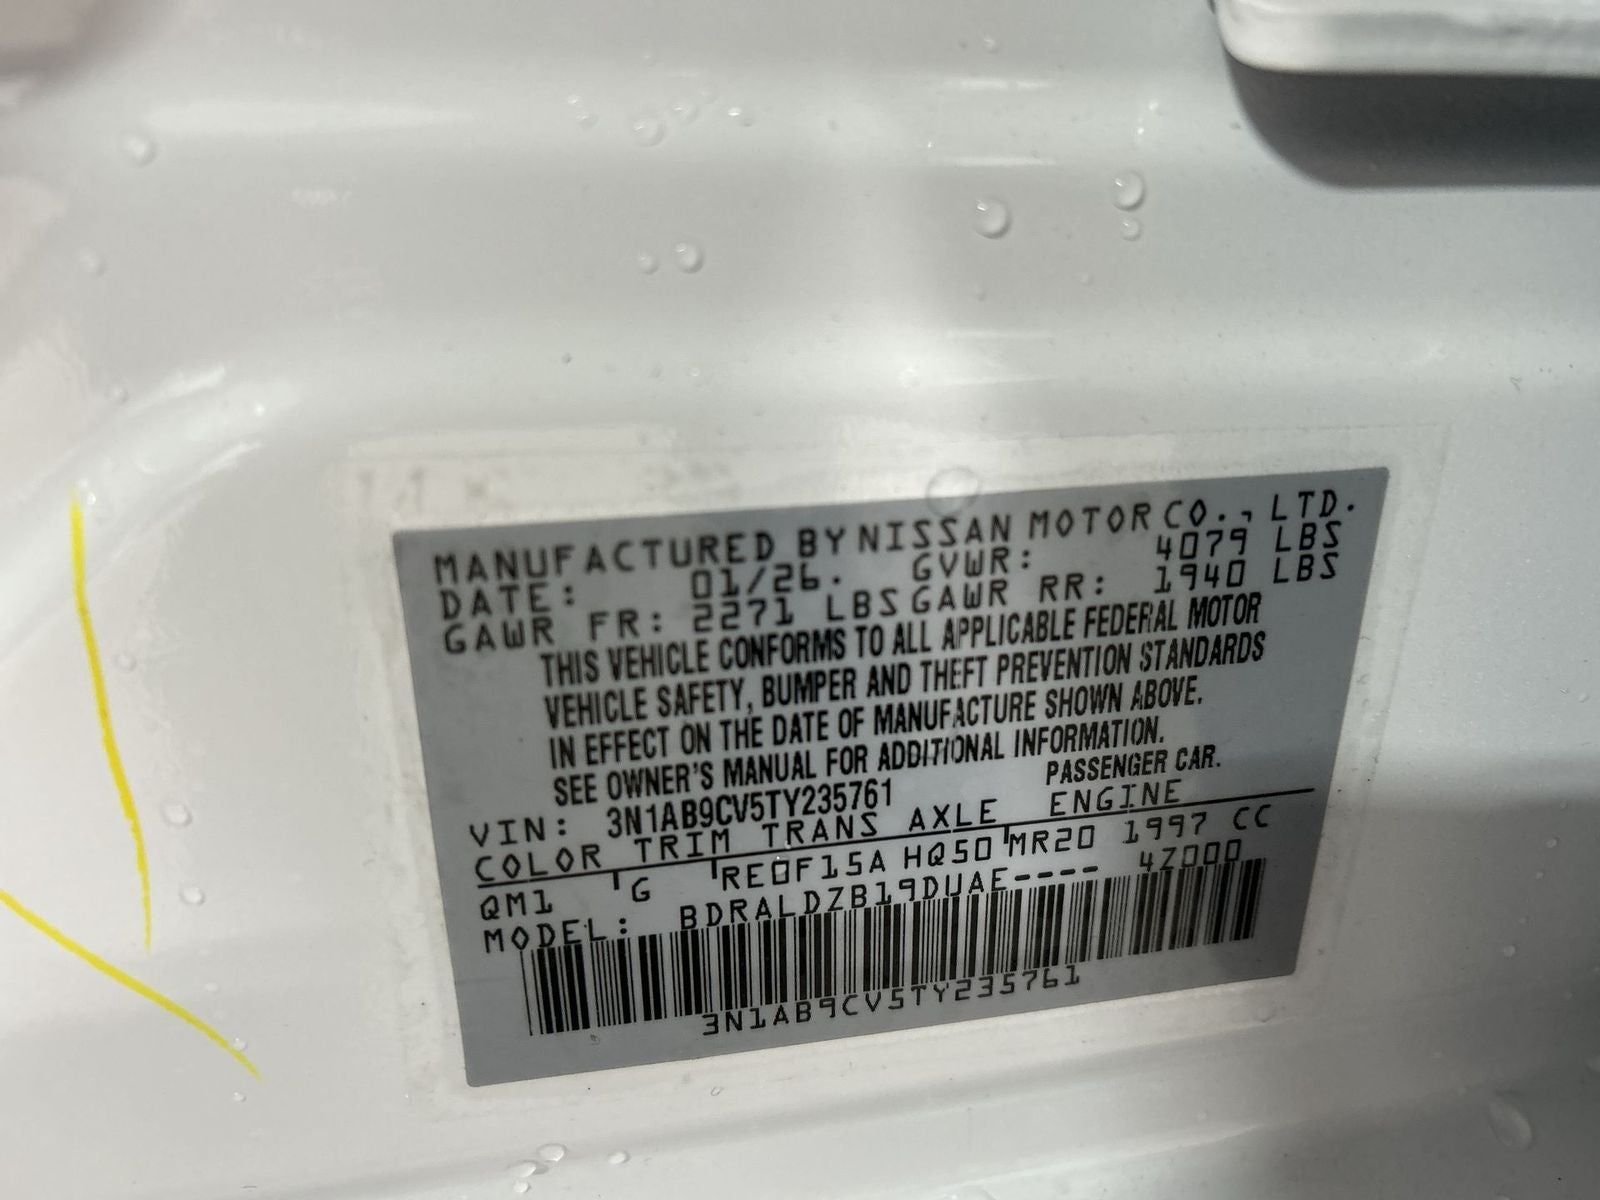 MANUFACTURED BY NISSAN MOTOR CO., LTD.
DATE: 01/26. GVWR: 4079 LBS
GAWR FR: 2271 LBS GAWR RR: 1940 LBS
THIS VEHICLE CONFORMS TO ALL APPLICABLE FEDERAL MOTOR
VEHICLE SAFETY, BUMPER AND THEFT PREVENTION STANDARDS
IN EFFECT ON THE DATE OF MANUFACTURE SHOWN ABOVE.
SEE OWNER'S MANUAL FOR ADDITIONAL INFORMATION.
VIN: 3N1AB9CV5TY235761 PASSENGER CAR.
COLOR TRIM TRANS AXLE ENGINE
QM1 G RE0F15A HQ50 MR20 1997 CC
MODEL: BDRALDZB19DUAE---- 4Z000
3N1AB9CV5TY235761